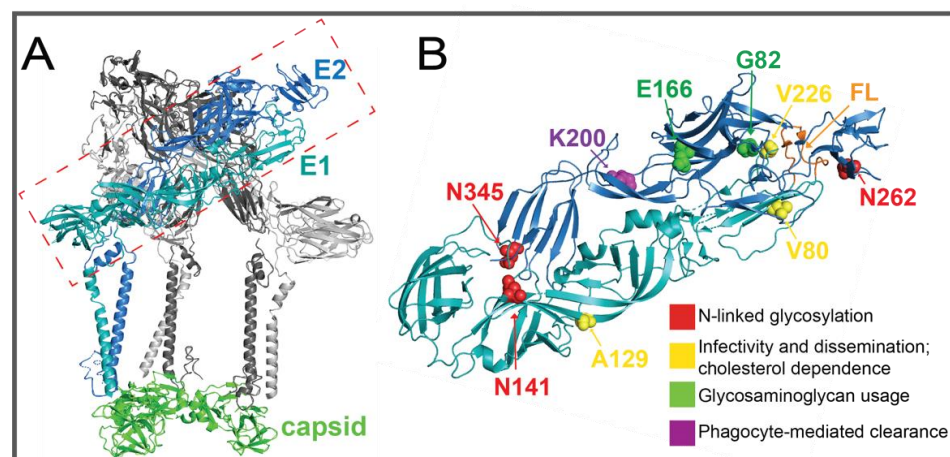 A
E2
E1
capsid
B
G82
E166
V226
FL
K200
N345
N262
V80
A129
N141
N-linked glycosylation
Infectivity and dissemination;
cholesterol dependence
Glycosaminoglycan usage
Phagocyte-mediated clearance